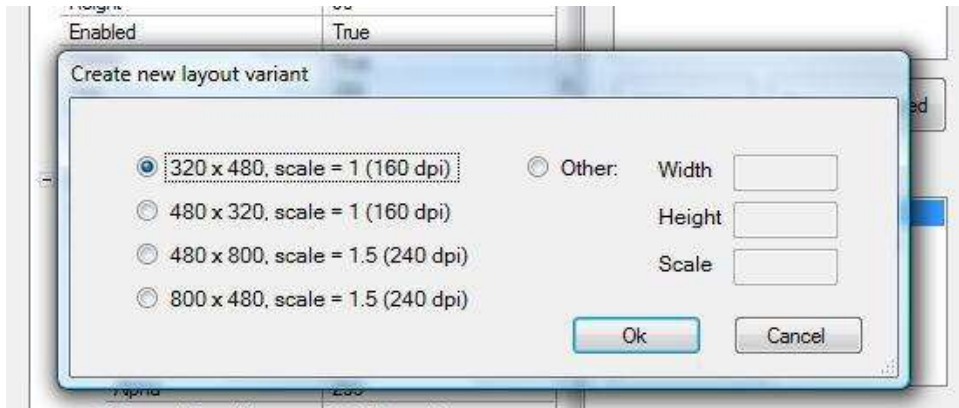 Height
Enabled True
Create new layout variant
ed
320 x 480, scale = 1 (160 dpi)
Other: Width
480 x 320, scale = 1 (160 dpi)
Height
480 x 800, scale = 1.5 (240 dpi)
Scale
800 x 480, scale = 1.5 (240 dpi)
Ok Cancel
Alpha 255